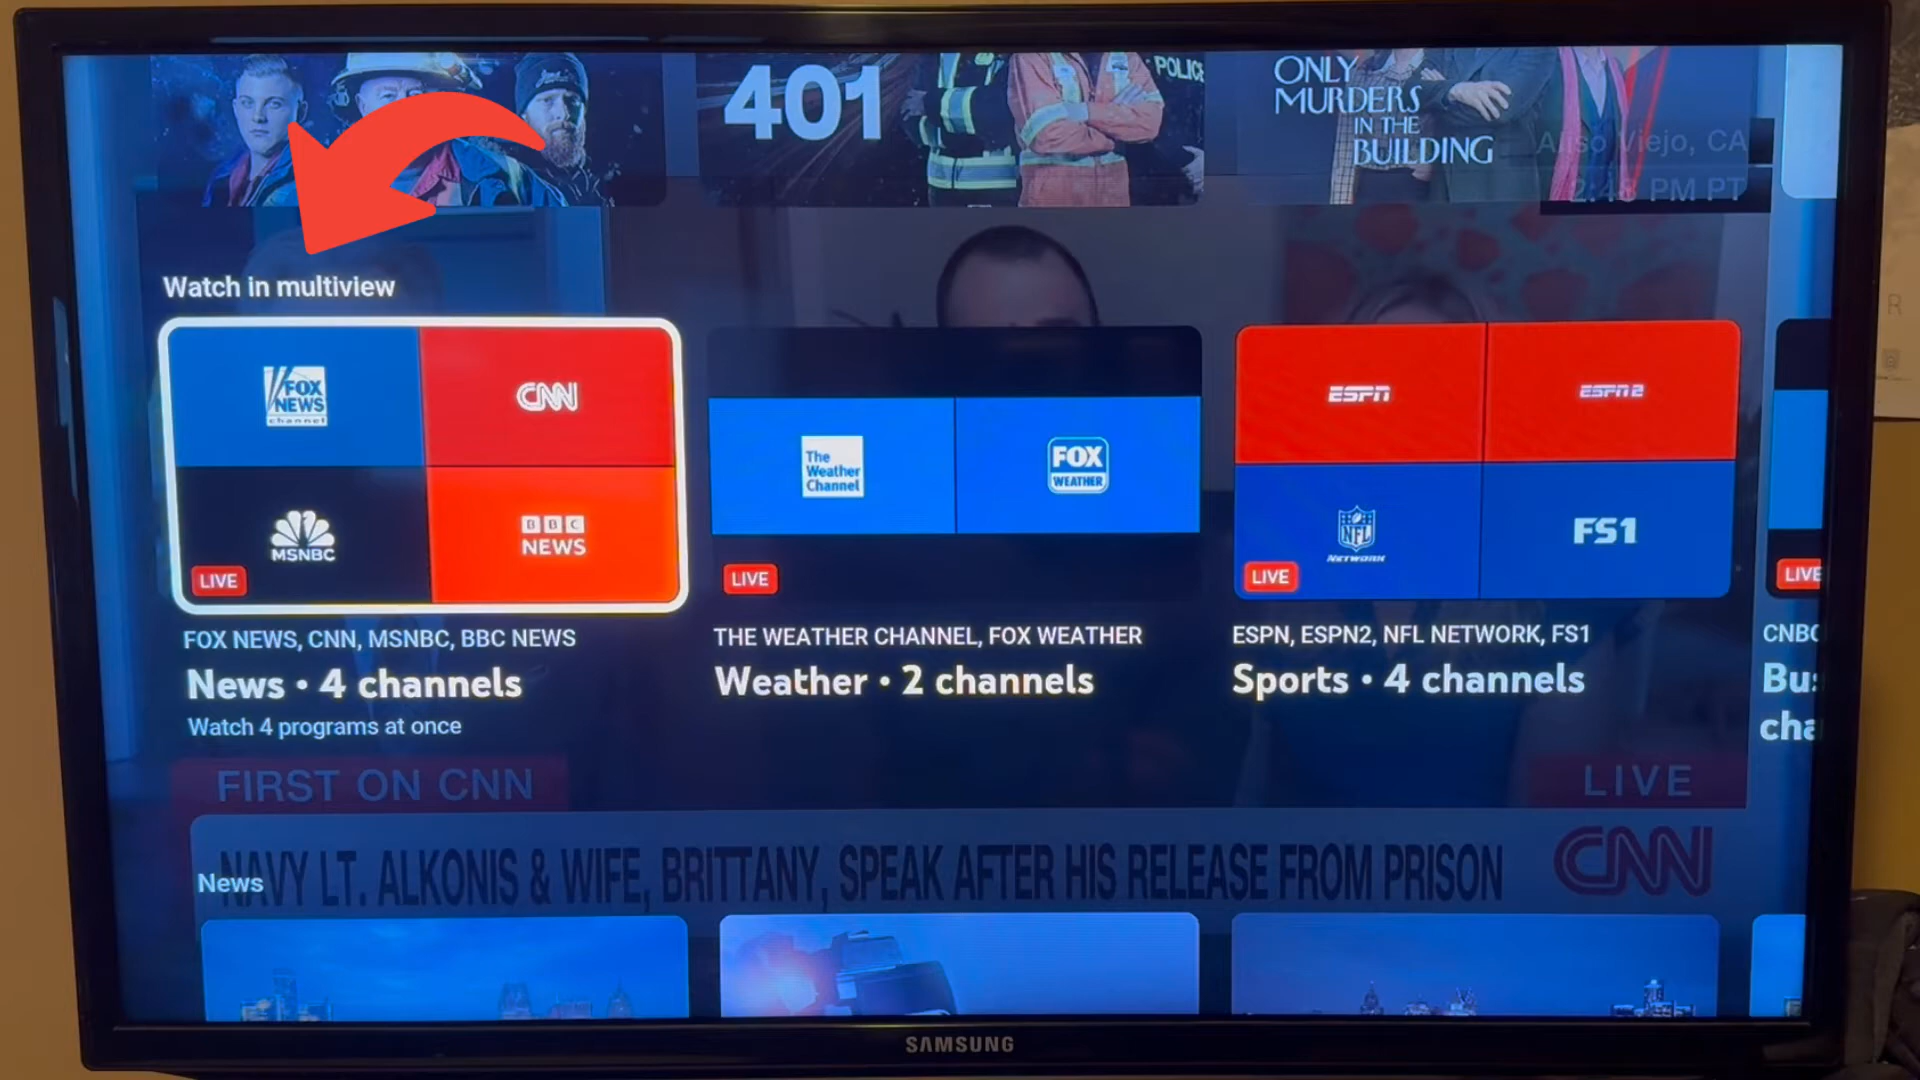 401
POLICE
ONLY
MURDERS
IN THE
BUILDING
Aliso Viejo, CA
PM PT
Watch in multiview
FOX
NEWS
channel
CNN
MSNBC
BBC
NEWS
LIVE
The
Weather
Channel
FOX
WEATHER
LIVE
ESPN
ESPN2
NFL
NETWORK
FS1
LIVE
LIVE
FOX NEWS, CNN, MSNBC, BBC NEWS
News • 4 channels
Watch 4 programs at once
THE WEATHER CHANNEL, FOX WEATHER
Weather • 2 channels
ESPN, ESPN2, NFL NETWORK, FS1
Sports • 4 channels
CNBC
FIRST ON CNN
LIVE
NAVY LT. ALKONIS & WIFE, BRITTANY, SPEAK AFTER HIS RELEASE FROM PRISON
CNN
News
SAMSUNG
R